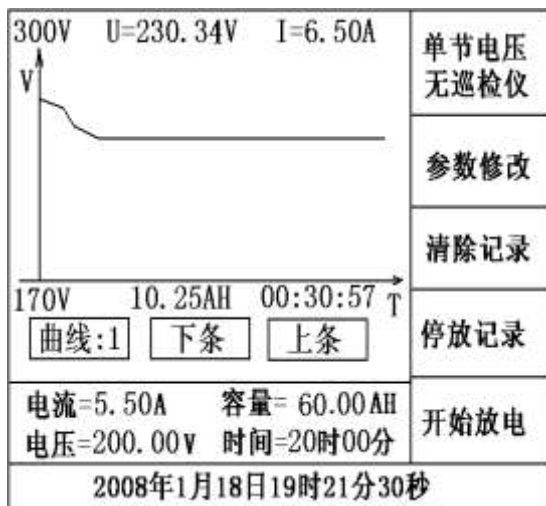 300V U=230.34V I=6.50A
V
170V 10.25AH 00:30:57 T
曲线:1 下条 上条
电流=5.50A 容量= 60.00AH
电压=200.00V 时间=20时00分
单节电压
无巡检仪
参数修改
清除记录
停放记录
开始放电
2008年1月18日19时21分30秒